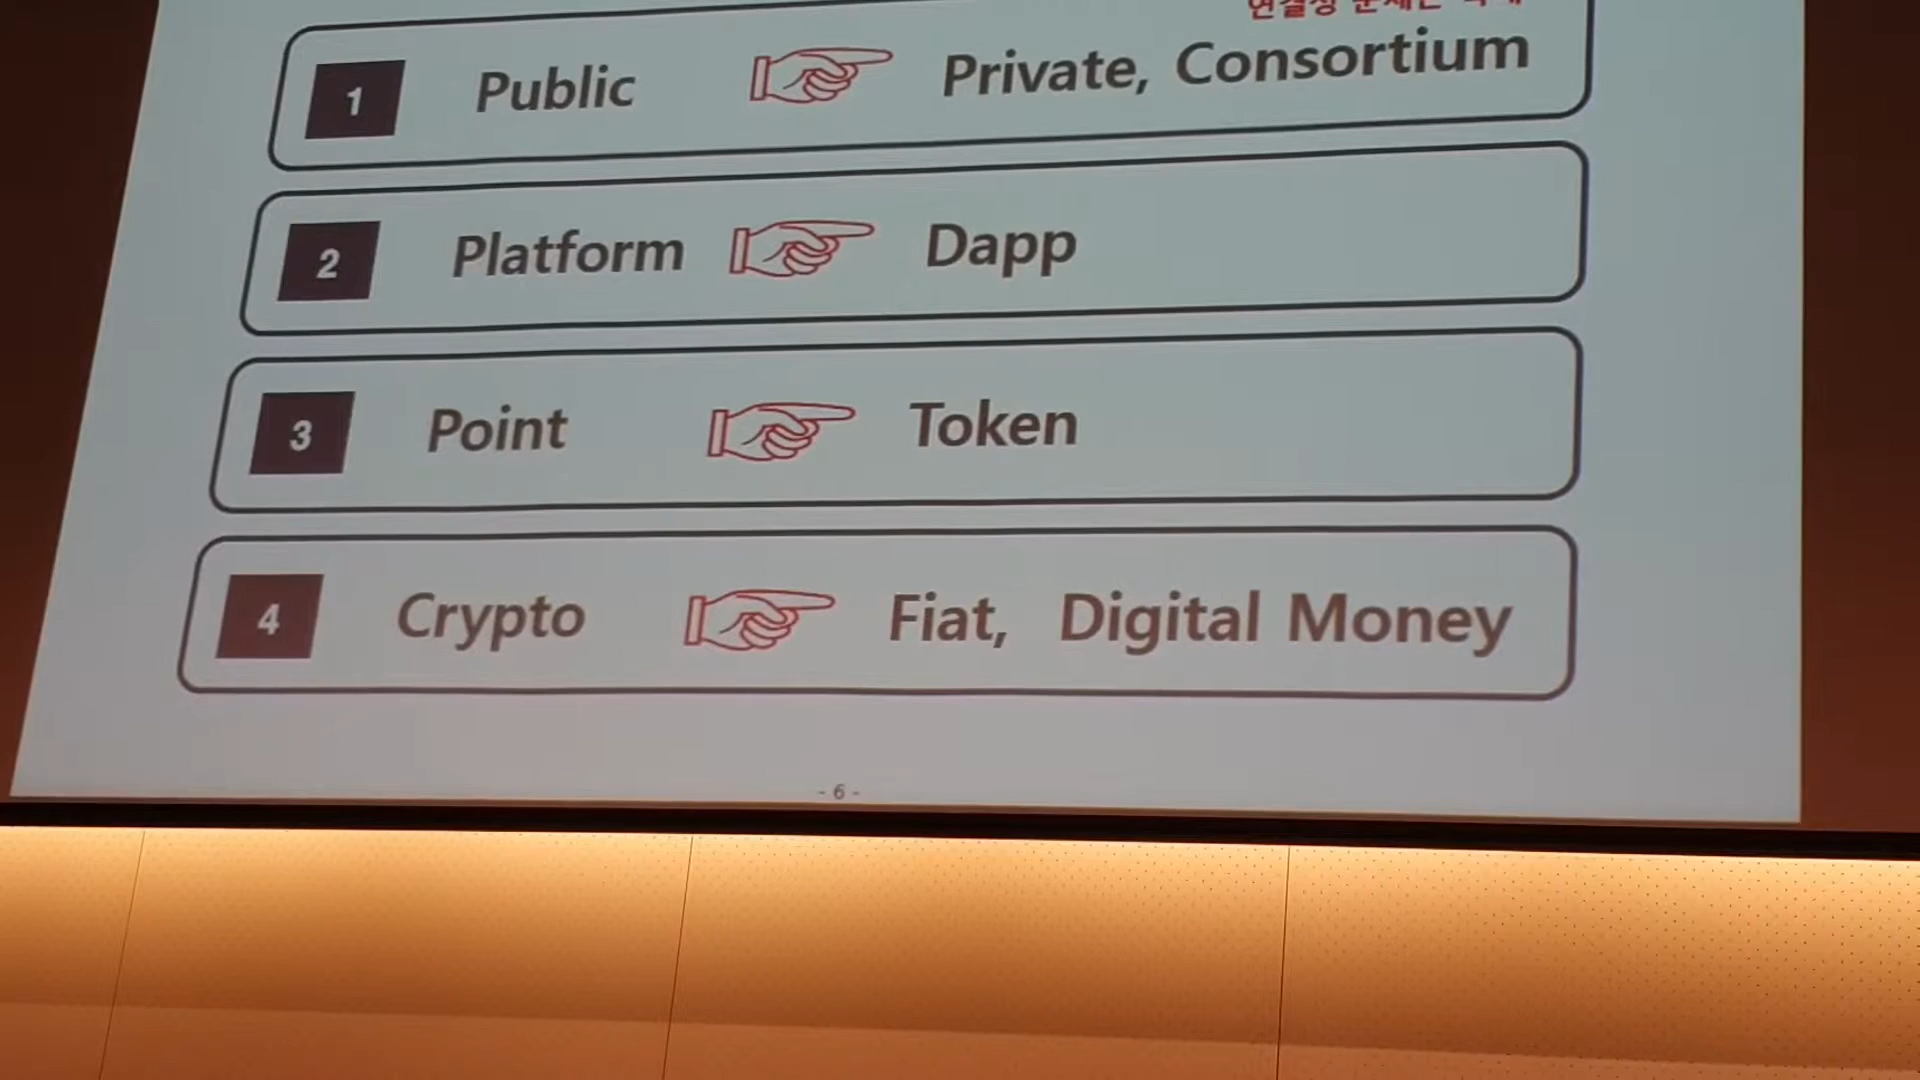 1 Public Private, Consortium
2 Platform Dapp
3 Point Token
4 Crypto Fiat, Digital Money
- 6 -